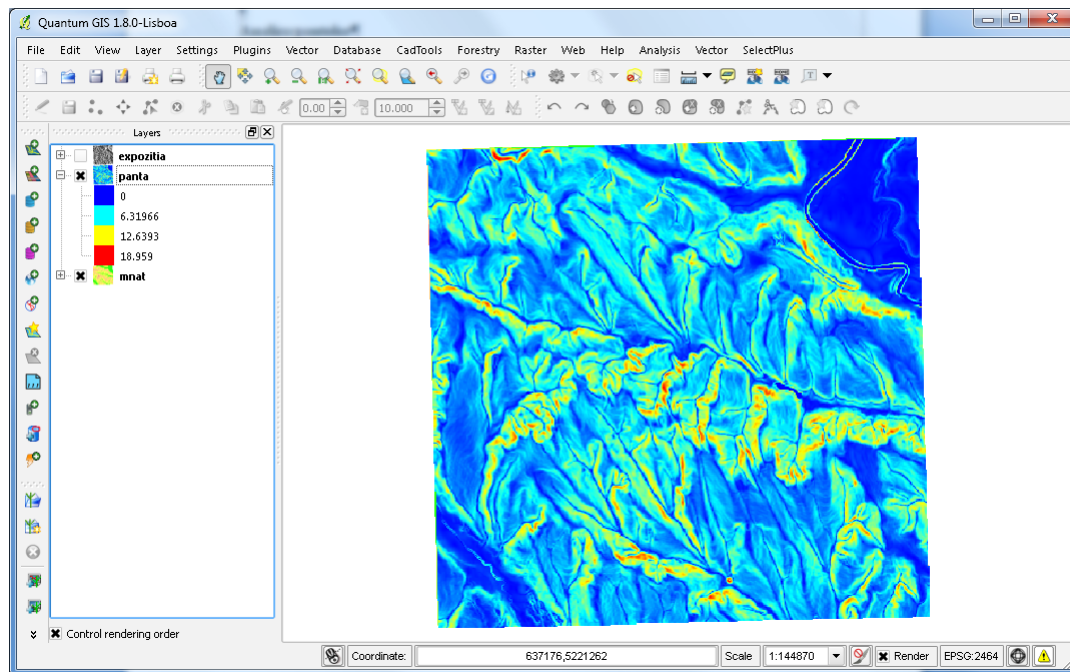 Quantum GIS 1.8.0-Lisboa
File Edit View Layer Settings Plugins Vector Database CadTools Forestry Raster Web Help Analysis Vector SelectPlus
0.00 10.000
Layers
expozitia
panta
0
6.31966
12.6393
18.959
mnat
Control rendering order
Coordinate: 637176,5221262 Scale 1:144870 Render EPSG:2464